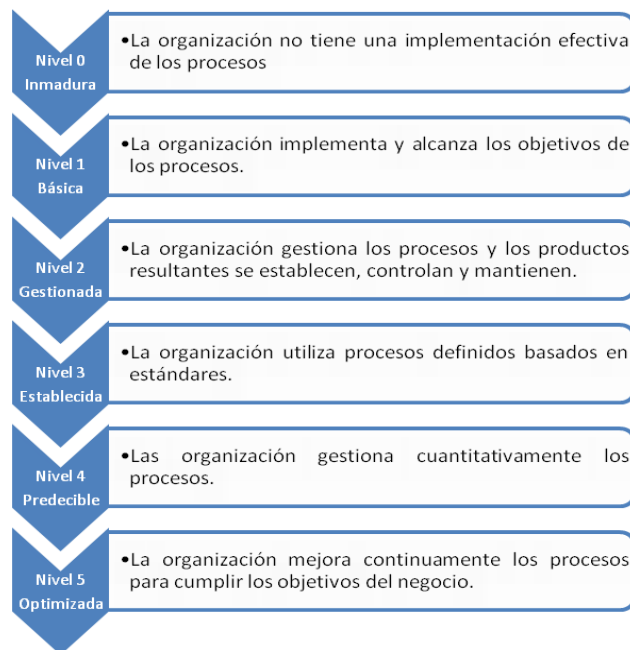 Nivel 0
Inmadura
•La organización no tiene una implementación efectiva
de los procesos
Nivel 1
Básica
•La organización implementa y alcanza los objetivos de
los procesos.
Nivel 2
Gestionada
•La organización gestiona los procesos y los productos
resultantes se establecen, controlan y mantienen.
Nivel 3
Establecida
•La organización utiliza procesos definidos basados en
estándares.
Nivel 4
Predecible
•Las organización gestiona cuantitativamente los
procesos.
Nivel 5
Optimizada
•La organización mejora continuamente los procesos
para cumplir los objetivos del negocio.